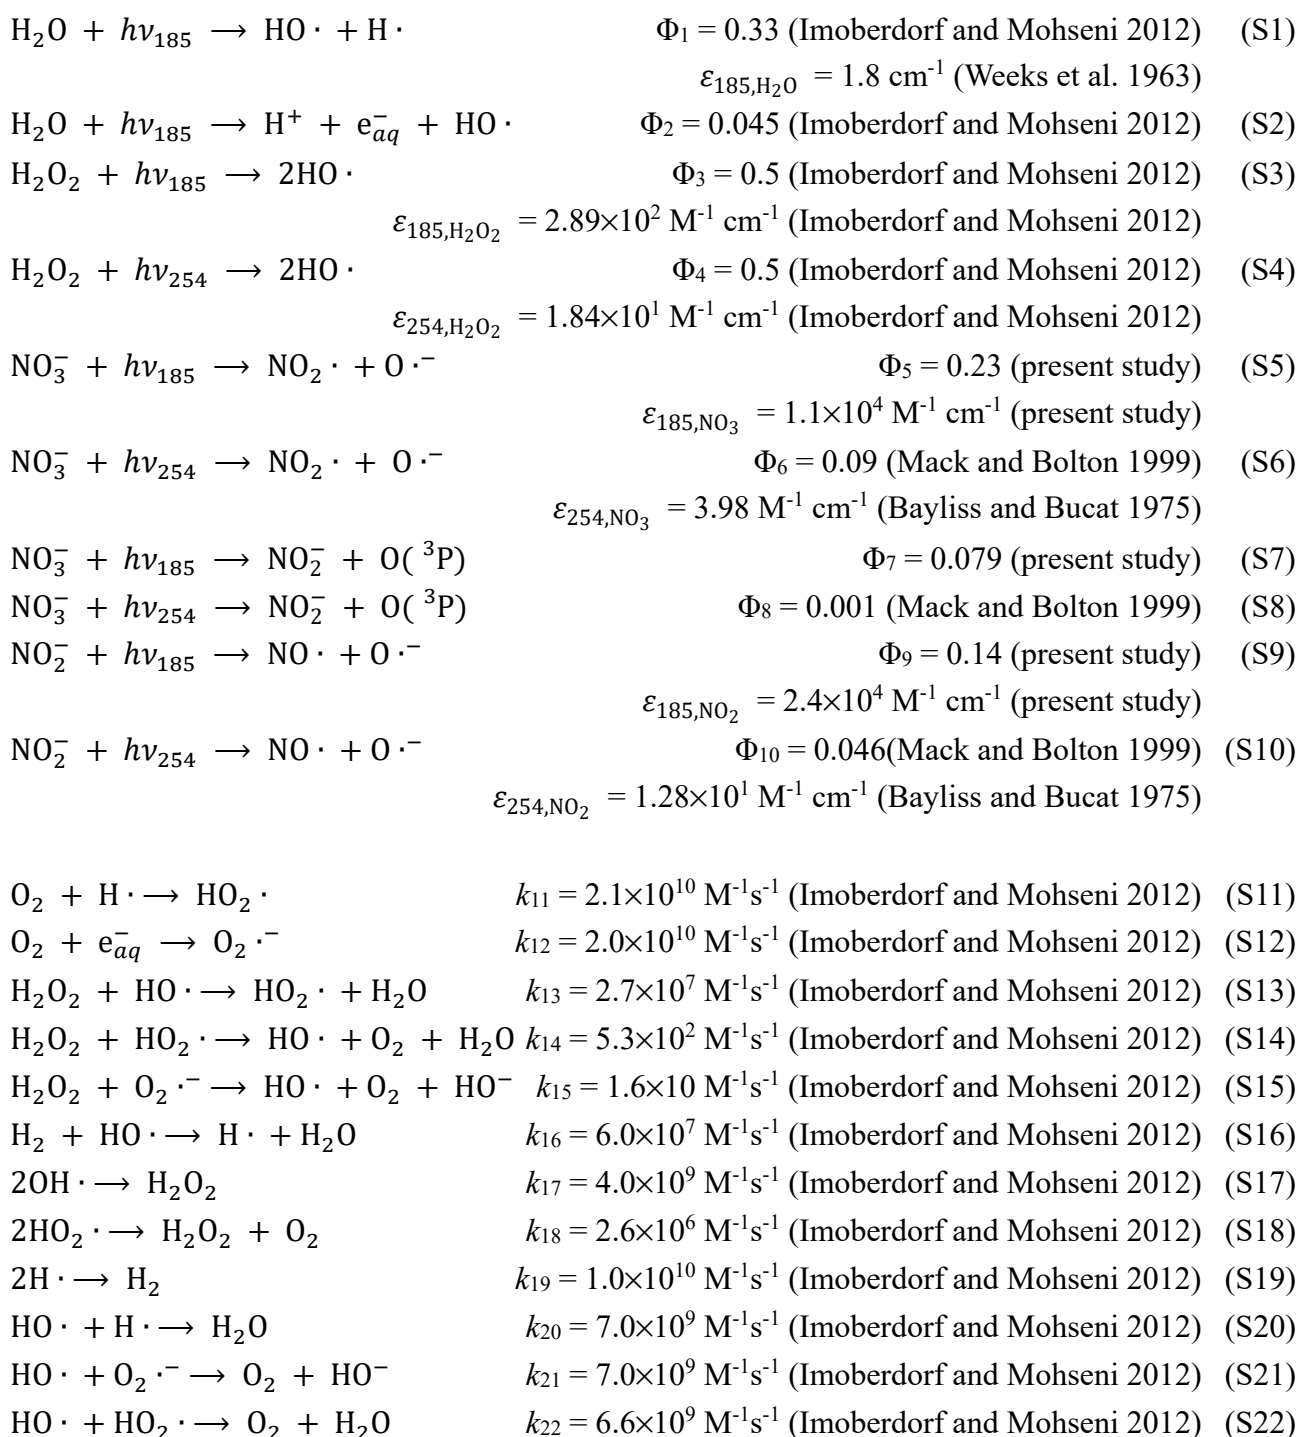 H₂O + hν₁₈₅ ⟶ HO · + H · Φ₁ = 0.33 (Imoberdorf and Mohseni 2012) (S1)
ε₁₈₅,H₂O = 1.8 cm⁻¹ (Weeks et al. 1963)
H₂O + hν₁₈₅ ⟶ H⁺ + e⁻aq + HO · Φ₂ = 0.045 (Imoberdorf and Mohseni 2012) (S2)
H₂O₂ + hν₁₈₅ ⟶ 2HO · Φ₃ = 0.5 (Imoberdorf and Mohseni 2012) (S3)
ε₁₈₅,H₂O₂ = 2.89×10² M⁻¹ cm⁻¹ (Imoberdorf and Mohseni 2012)
H₂O₂ + hν₂₅₄ ⟶ 2HO · Φ₄ = 0.5 (Imoberdorf and Mohseni 2012) (S4)
ε₂₅₄,H₂O₂ = 1.84×10¹ M⁻¹ cm⁻¹ (Imoberdorf and Mohseni 2012)
NO₃⁻ + hν₁₈₅ ⟶ NO₂ · + O ·⁻ Φ₅ = 0.23 (present study) (S5)
ε₁₈₅,NO₃ = 1.1×10⁴ M⁻¹ cm⁻¹ (present study)
NO₃⁻ + hν₂₅₄ ⟶ NO₂ · + O ·⁻ Φ₆ = 0.09 (Mack and Bolton 1999) (S6)
ε₂₅₄,NO₃ = 3.98 M⁻¹ cm⁻¹ (Bayliss and Bucat 1975)
NO₃⁻ + hν₁₈₅ ⟶ NO₂⁻ + O( ³P) Φ₇ = 0.079 (present study) (S7)
NO₃⁻ + hν₂₅₄ ⟶ NO₂⁻ + O( ³P) Φ₈ = 0.001 (Mack and Bolton 1999) (S8)
NO₂⁻ + hν₁₈₅ ⟶ NO · + O ·⁻ Φ₉ = 0.14 (present study) (S9)
ε₁₈₅,NO₂ = 2.4×10⁴ M⁻¹ cm⁻¹ (present study)
NO₂⁻ + hν₂₅₄ ⟶ NO · + O ·⁻ Φ₁₀ = 0.046(Mack and Bolton 1999) (S10)
ε₂₅₄,NO₂ = 1.28×10¹ M⁻¹ cm⁻¹ (Bayliss and Bucat 1975)
O₂ + H · ⟶ HO₂ · k₁₁ = 2.1×10¹⁰ M⁻¹s⁻¹ (Imoberdorf and Mohseni 2012) (S11)
O₂ + e⁻aq ⟶ O₂ ·⁻ k₁₂ = 2.0×10¹⁰ M⁻¹s⁻¹ (Imoberdorf and Mohseni 2012) (S12)
H₂O₂ + HO · ⟶ HO₂ · + H₂O k₁₃ = 2.7×10⁷ M⁻¹s⁻¹ (Imoberdorf and Mohseni 2012) (S13)
H₂O₂ + HO₂ · ⟶ HO · + O₂ + H₂O k₁₄ = 5.3×10² M⁻¹s⁻¹ (Imoberdorf and Mohseni 2012) (S14)
H₂O₂ + O₂ ·⁻ ⟶ HO · + O₂ + HO⁻ k₁₅ = 1.6×10 M⁻¹s⁻¹ (Imoberdorf and Mohseni 2012) (S15)
H₂ + HO · ⟶ H · + H₂O k₁₆ = 6.0×10⁷ M⁻¹s⁻¹ (Imoberdorf and Mohseni 2012) (S16)
2OH · ⟶ H₂O₂ k₁₇ = 4.0×10⁹ M⁻¹s⁻¹ (Imoberdorf and Mohseni 2012) (S17)
2HO₂ · ⟶ H₂O₂ + O₂ k₁₈ = 2.6×10⁶ M⁻¹s⁻¹ (Imoberdorf and Mohseni 2012) (S18)
2H · ⟶ H₂ k₁₉ = 1.0×10¹⁰ M⁻¹s⁻¹ (Imoberdorf and Mohseni 2012) (S19)
HO · + H · ⟶ H₂O k₂₀ = 7.0×10⁹ M⁻¹s⁻¹ (Imoberdorf and Mohseni 2012) (S20)
HO · + O₂ ·⁻ ⟶ O₂ + HO⁻ k₂₁ = 7.0×10⁹ M⁻¹s⁻¹ (Imoberdorf and Mohseni 2012) (S21)
HO · + HO₂ · ⟶ O₂ + H₂O k₂₂ = 6.6×10⁹ M⁻¹s⁻¹ (Imoberdorf and Mohseni 2012) (S22)